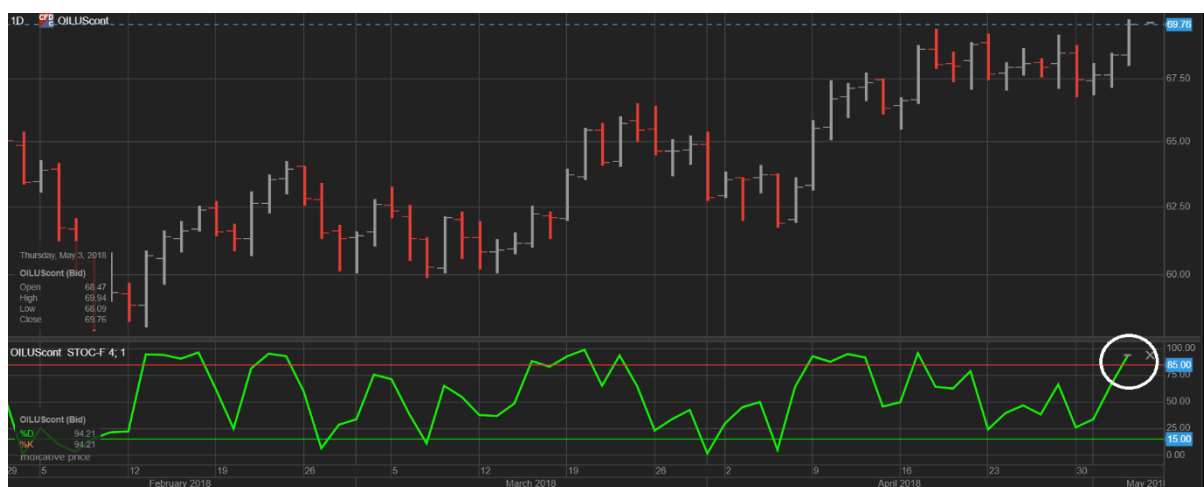 1D CFD C OILUScont
69.76
67.50
65.00
62.50
60.00
Thursday, May 3, 2018
OILUScont (Bid)
Open 68.47
High 69.94
Low 68.09
Close 69.76
OILUScont STOC-F 4; 1
100.00
85.00
75.00
50.00
25.00
15.00
0.00
OILUScont (Bid)
%D 94.21
%K 94.21
Indicative price
29 5 12 19 26 5 12 19 26 2 9 16 23 30
February 2018 March 2018 April 2018 May 2018